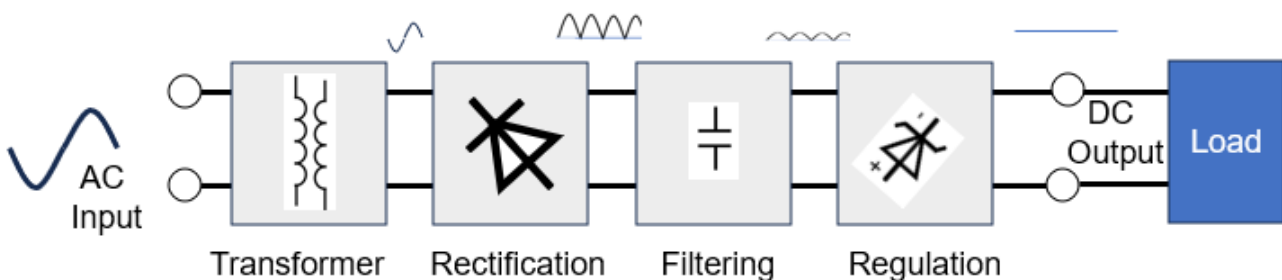 AC
Input
Transformer
Rectification
Filtering
Regulation
+
-
DC
Output
Load